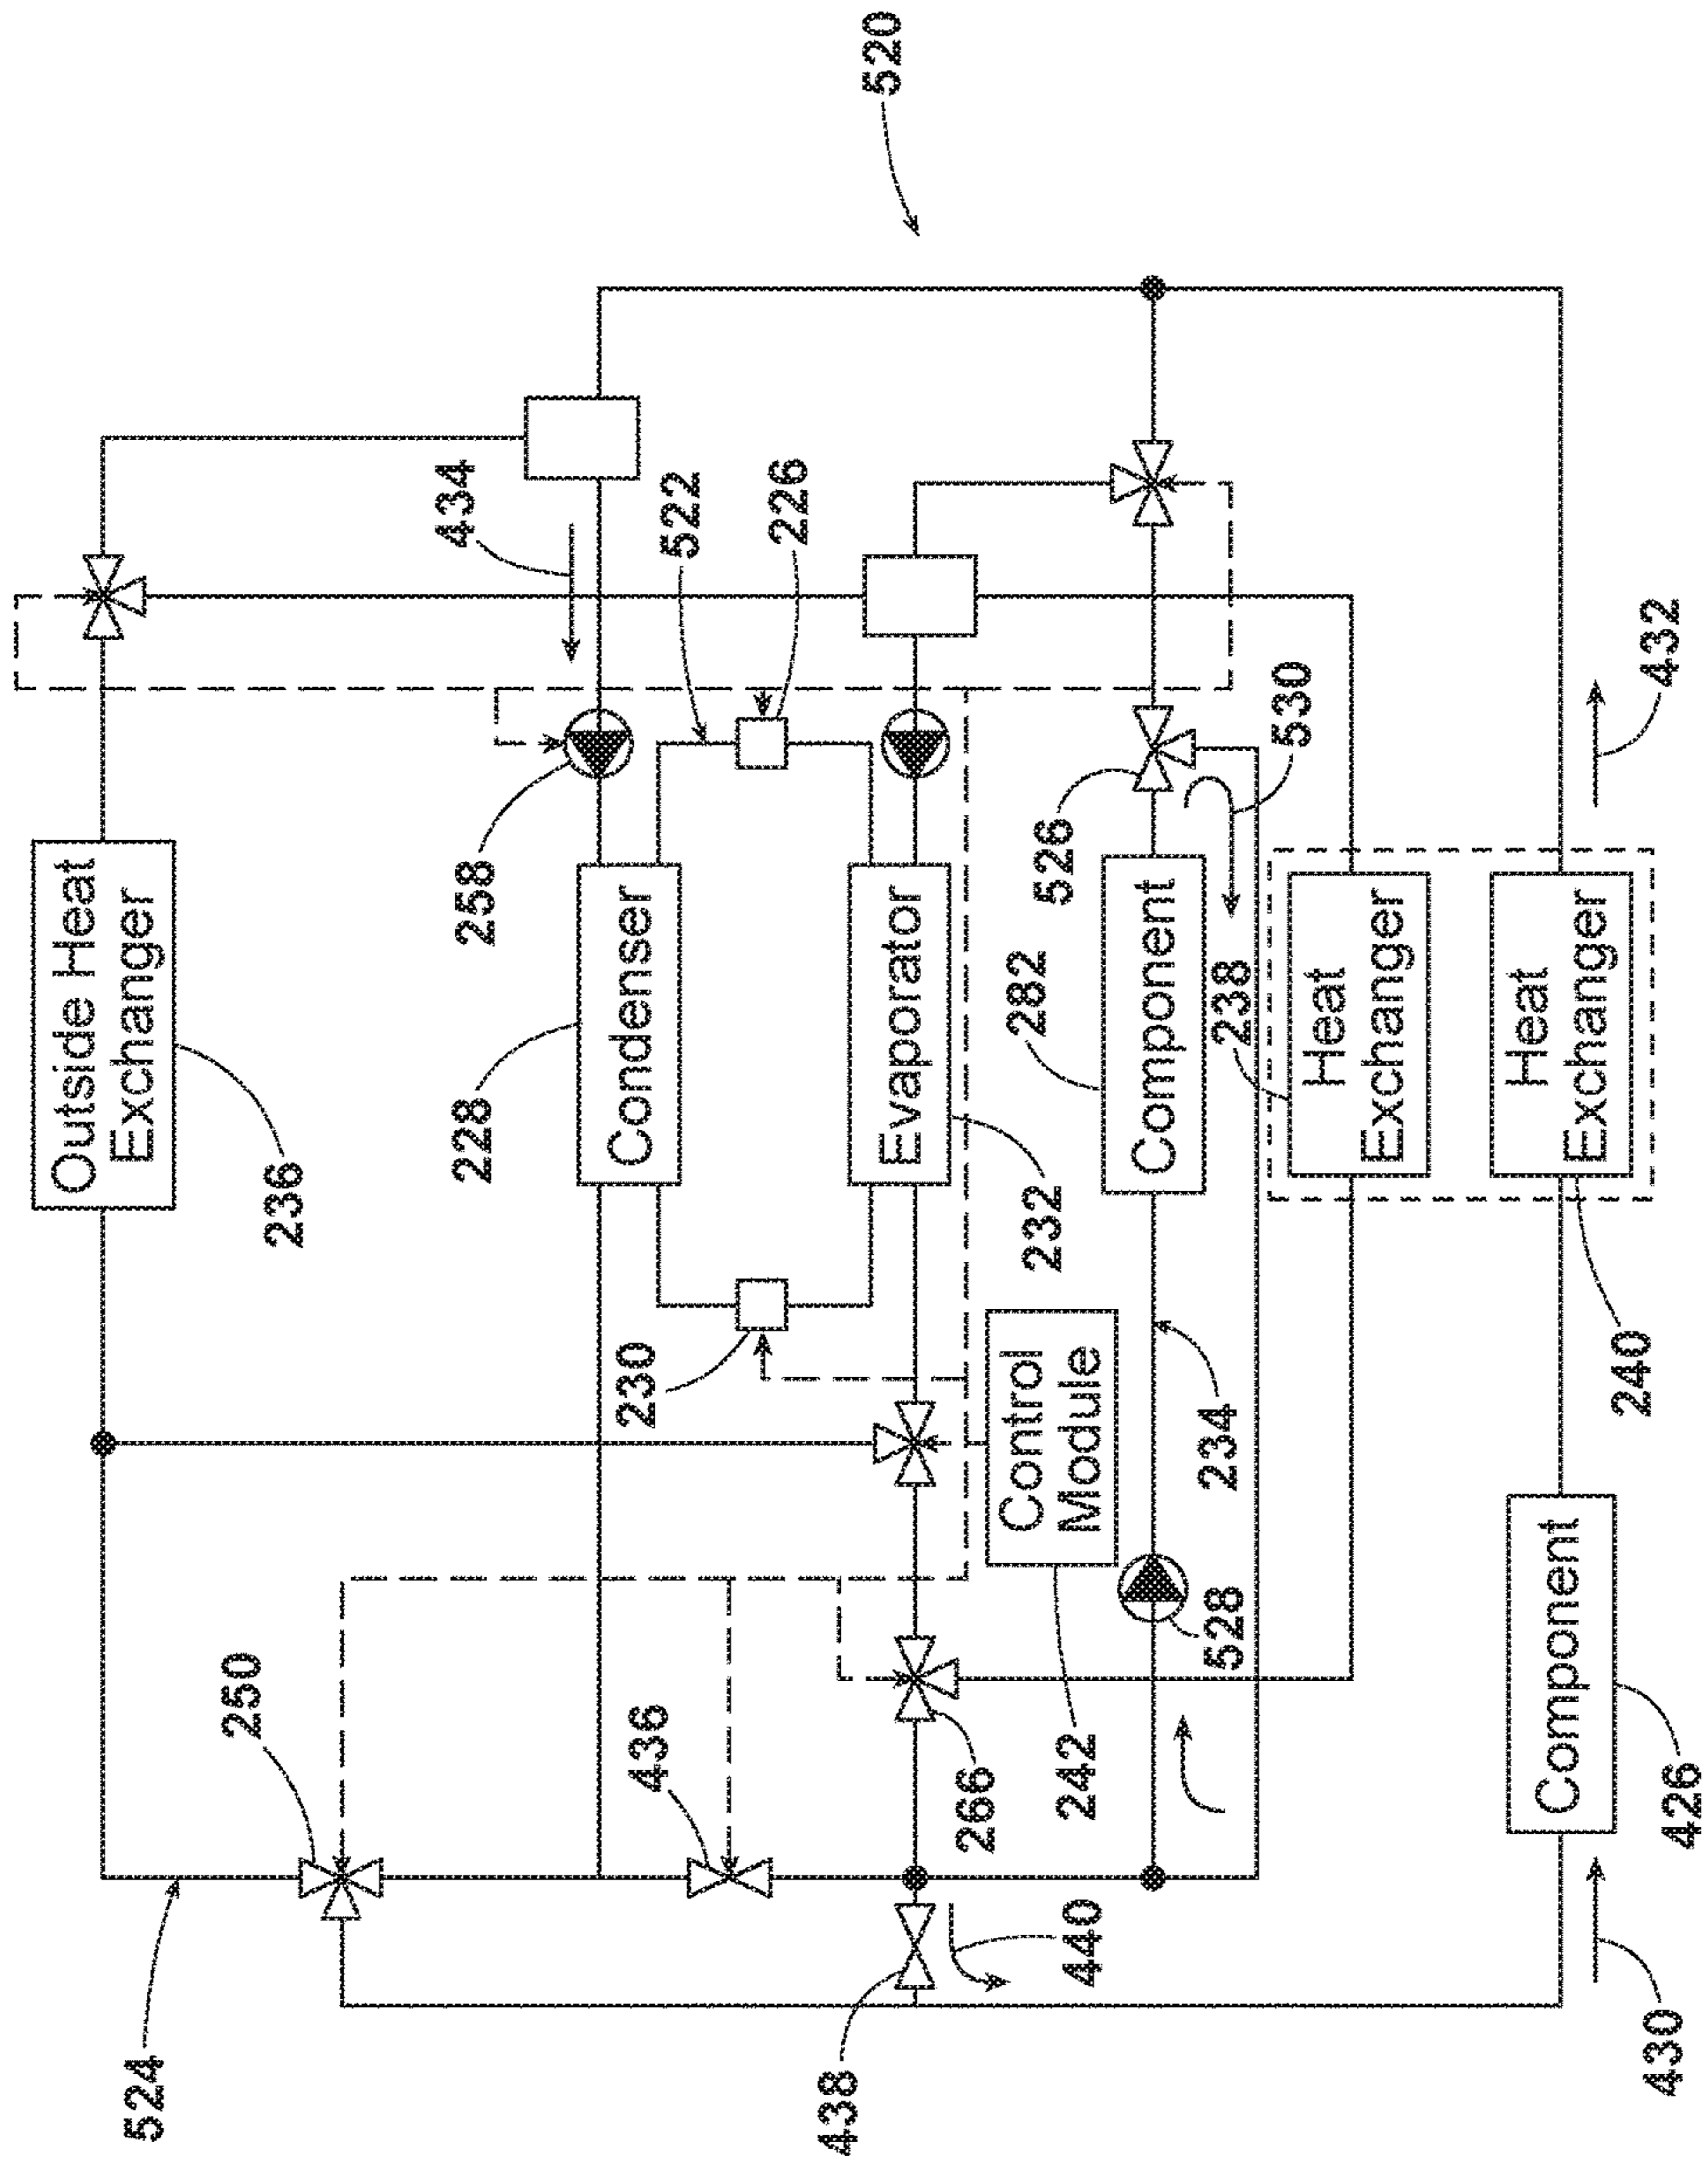 524
250
236
Outside Heat
Exchanger
436
228
258
434
Condenser
522
226
230
438
266
232
Evaporator
520
440
242
Control
Module
282
526
Component
528
234
238
530
Heat
Exchanger
430
426
Component
240
Heat
Exchanger
432